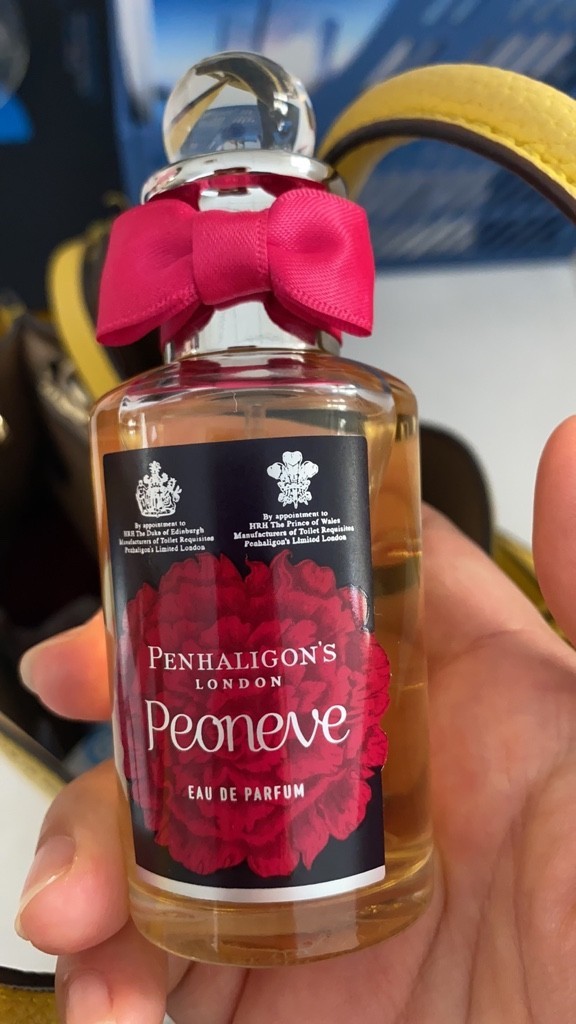 By appointment to
HRH The Duke of Edinburgh
Manufacturers of Toilet Requisites
Penhaligon's Limited London
By appointment to
HRH The Prince of Wales
Manufacturers of Toilet Requisites
Penhaligon's Limited London
PENHALIGON'S
LONDON
Peoneve
EAU DE PARFUM